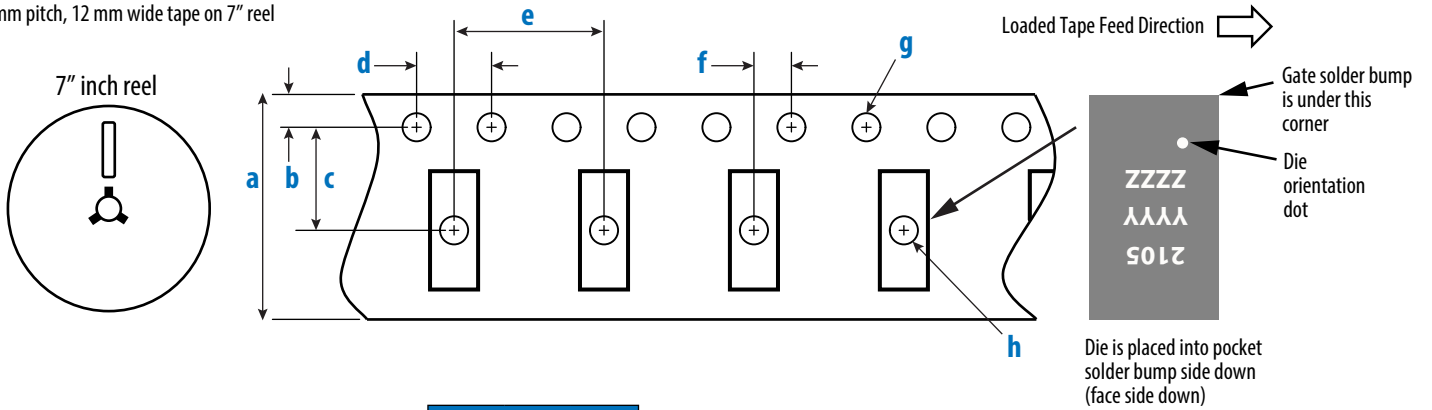 mm pitch, 12 mm wide tape on 7” reel
Loaded Tape Feed Direction
7” inch reel
a
b
c
d
e
f
g
h
Gate solder bump
is under this
corner
Die
orientation
dot
ZZZZ
YYYY
2105
Die is placed into pocket
solder bump side down
(face side down)